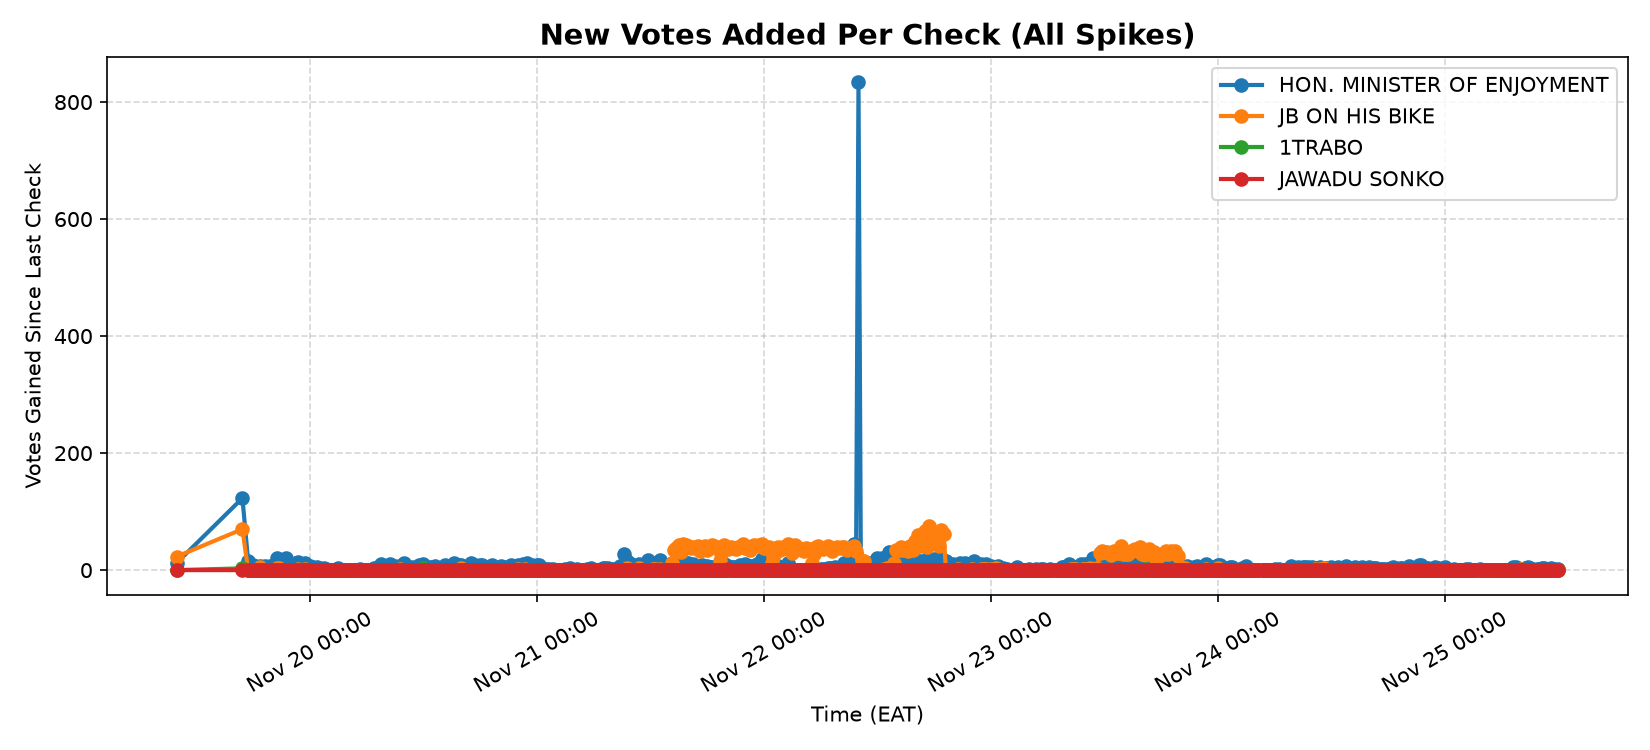 New Votes Added Per Check (All Spikes)
HON. MINISTER OF ENJOYMENT
JB ON HIS BIKE
1TRABO
JAWADU SONKO
Votes Gained Since Last Check
800
600
400
200
0
Nov 20 00:00
Nov 21 00:00
Nov 22 00:00
Nov 23 00:00
Nov 24 00:00
Nov 25 00:00
Time (EAT)